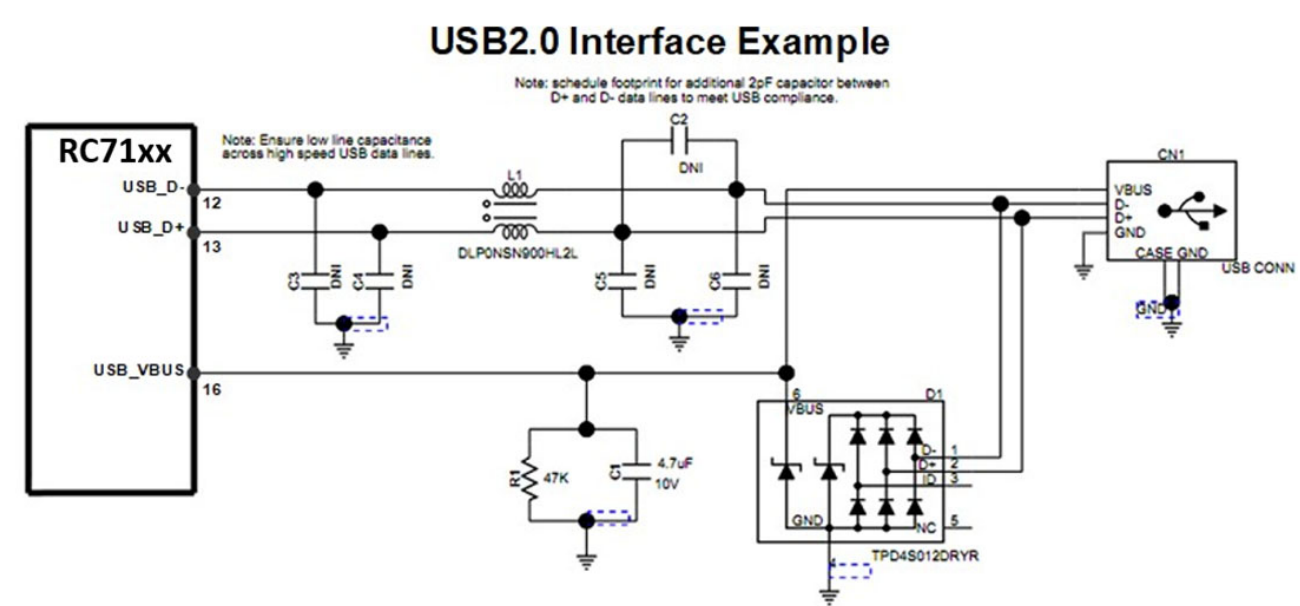 USB2.0 Interface Example
Note: schedule footprint for additional 2pF capacitor between
D+ and D- data lines to meet USB compliance.
C2
DNI
RC71xx
Note: Ensure low line capacitance
across high speed USB data lines.
L1
CN1
USB_D-
12
VBUS
D-
D+
GND
USB_D+
13
DLP0NSN900HL2L
CASE GND
USB CONN
C3
DNI
C4
DNI
C5
DNI
C6
DNI
GND
USB_VBUS
16
6
D1
VBUS
D- 1
D+ 2
ID 3
R1
47K
C1
4.7uF
10V
GND
NC 5
TPD4S012DRYR
4